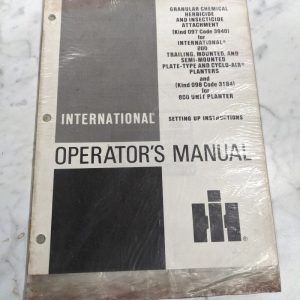 GRANULAR CHEMICAL
HERBICIDE
AND INSECTICIDE
ATTACHMENT
(Kind 097 Code 3940)
for
INTERNATIONAL®
800
TRAILING, MOUNTED, AND
SEMI-MOUNTED
PLATE-TYPE AND CYCLO-AIR®
PLANTERS
and
(Kind 098 Code 3184)
for
800 UNIT PLANTER
INTERNATIONAL®
SETTING UP INSTRUCTIONS
OPERATOR'S MANUAL